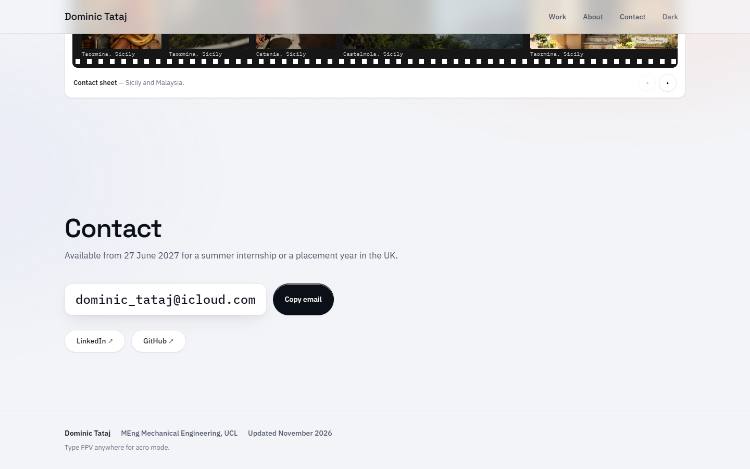 Dominic Tataj
Work About Contact Dark
Taormina, Sicily Taormina, Sicily Catania, Sicily Castelmola, Sicily Taormina, Sicily
Contact sheet — Sicily and Malaysia.
Contact
Available from 27 June 2027 for a summer internship or a placement year in the UK.
dominic_tataj@icloud.com Copy email
LinkedIn ↗ GitHub ↗
Dominic Tataj MEng Mechanical Engineering, UCL Updated November 2026
Type FPV anywhere for acro mode.